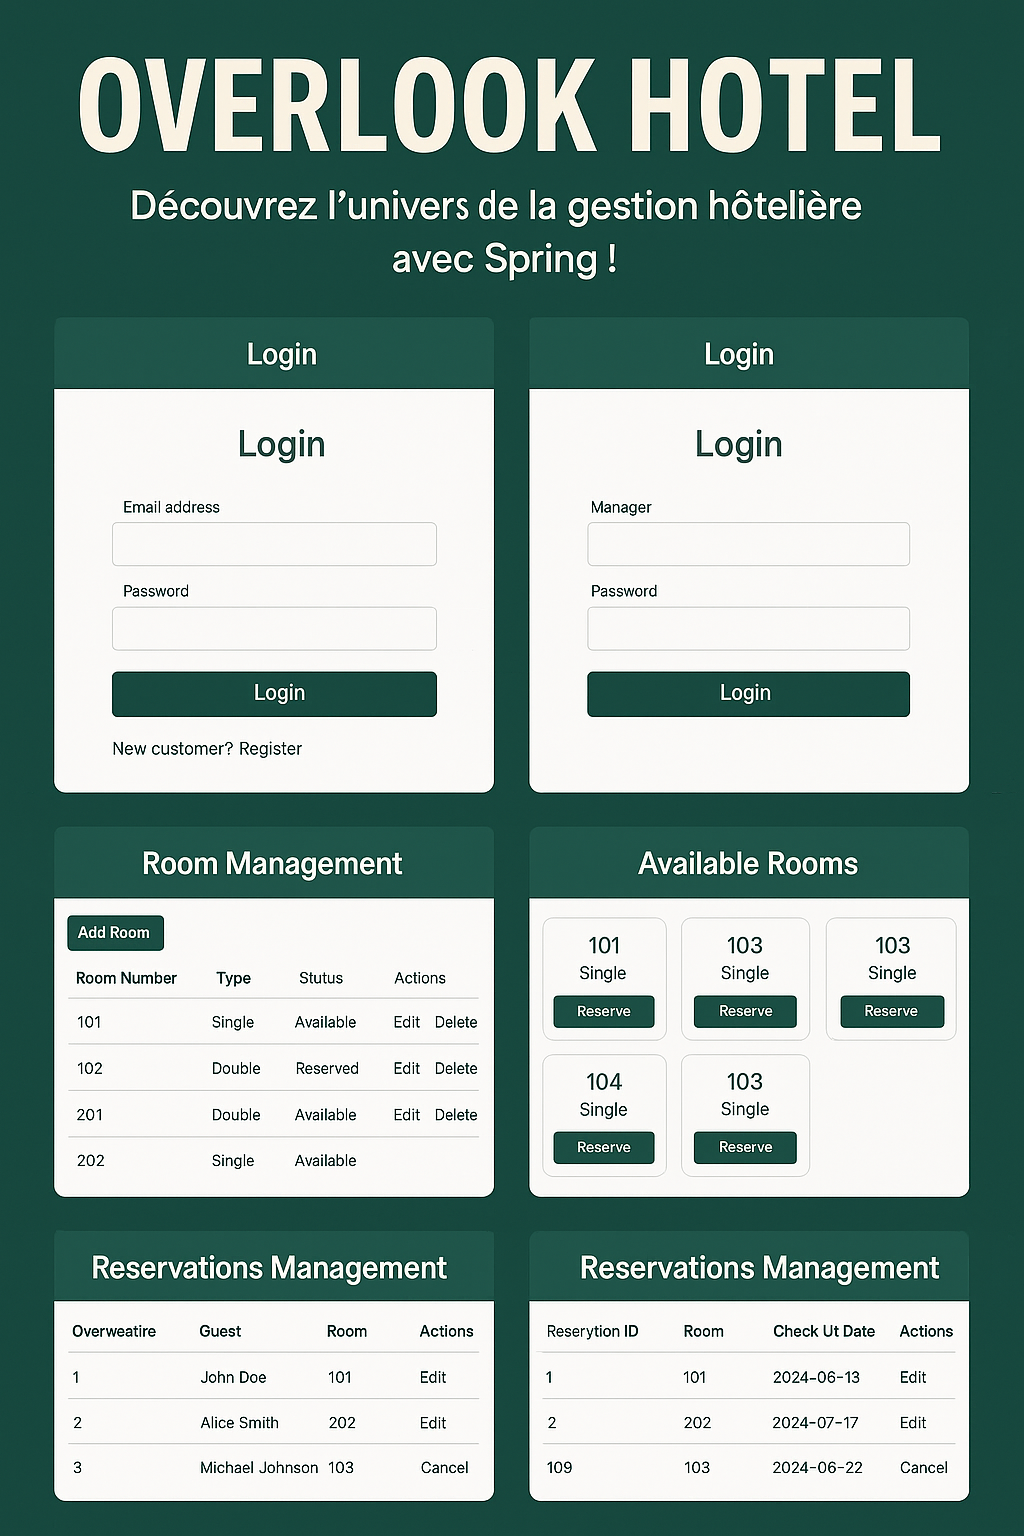 OVERLOOK HOTEL
Découvrez l'univers de la gestion hôtelière
avec Spring !
Login
Login
Email address
Password
Login
New customer? Register
Login
Login
Manager
Password
Login
Room Management
Add Room
Room Number Type Stutus Actions
101 Single Available Edit Delete
102 Double Reserved Edit Delete
201 Double Available Edit Delete
202 Single Available
Available Rooms
101 103 103
Single Single Single
Reserve Reserve Reserve
104 103
Single Single
Reserve Reserve
Reservations Management
Overweatire Guest Room Actions
1 John Doe 101 Edit
2 Alice Smith 202 Edit
3 Michael Johnson 103 Cancel
Reservations Management
Reserytion ID Room Check Ut Date Actions
1 101 2024-06-13 Edit
2 202 2024-07-17 Edit
109 103 2024-06-22 Cancel